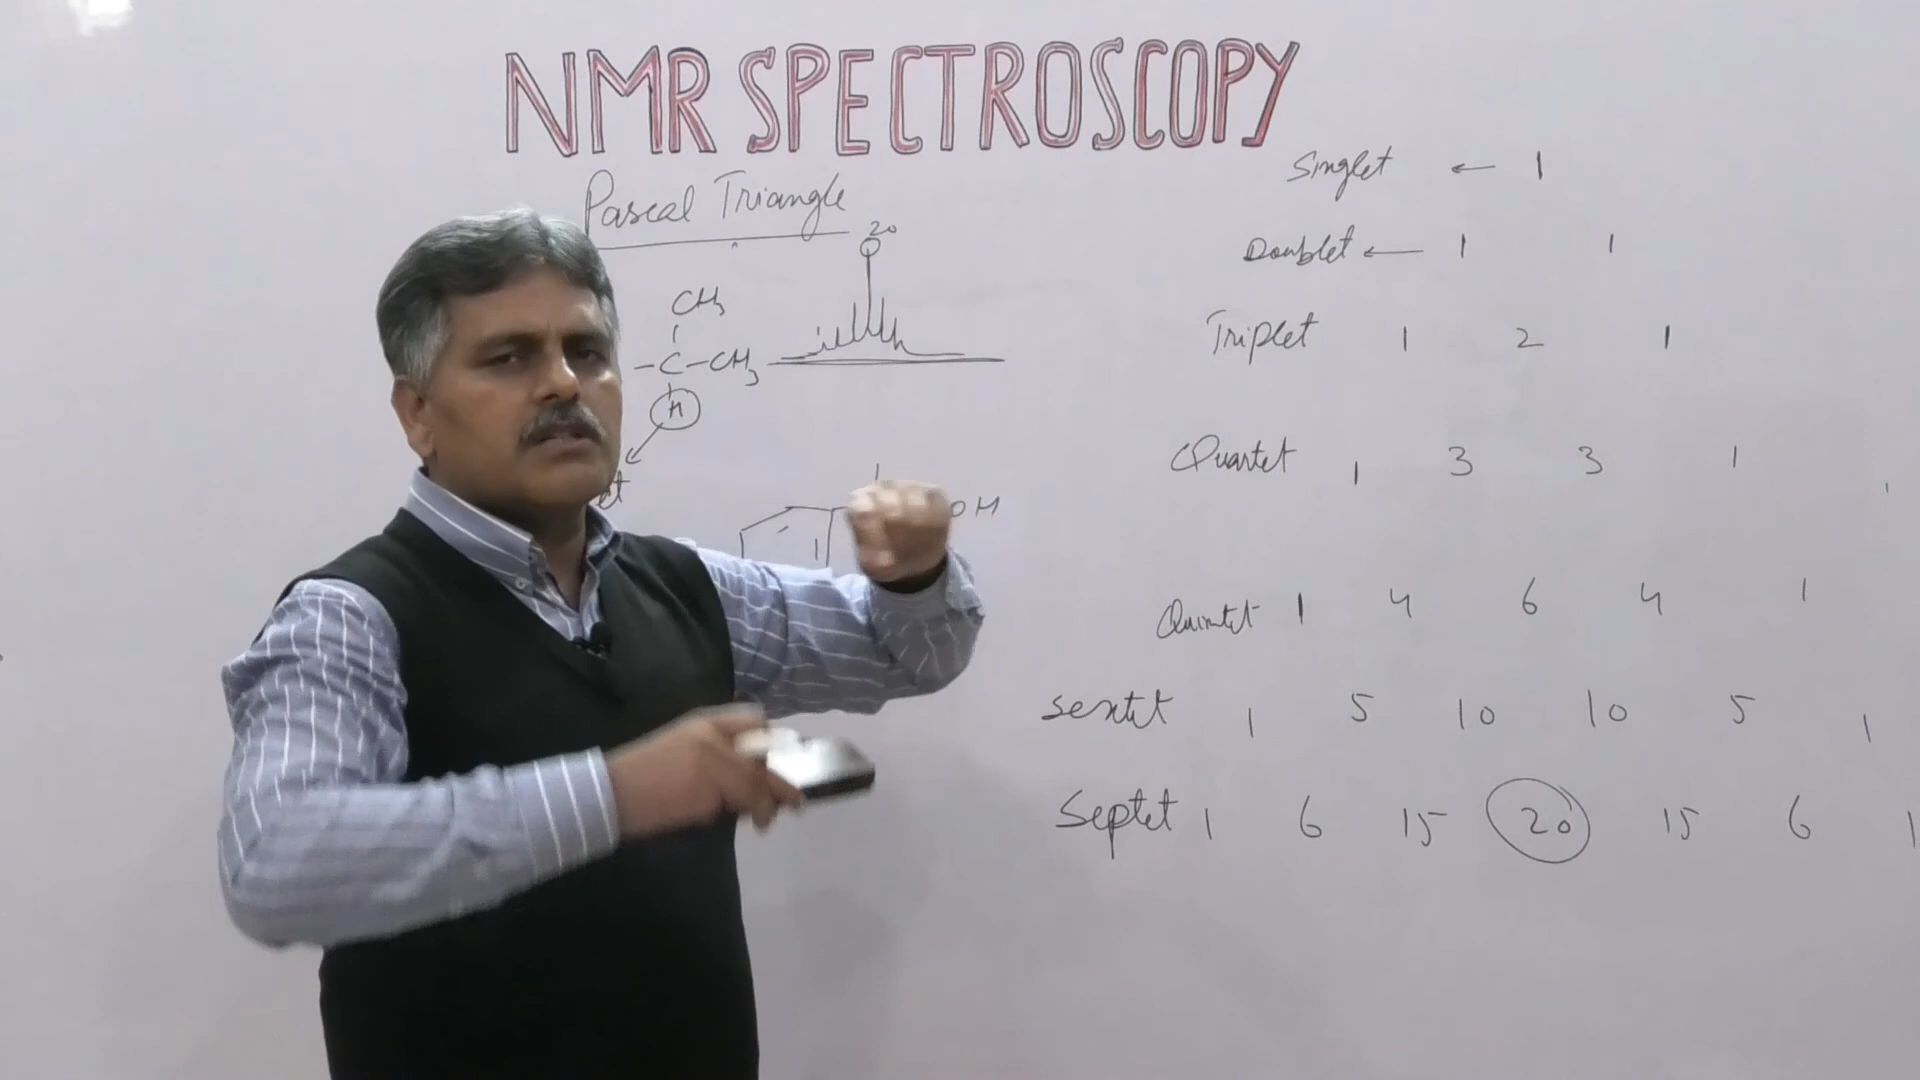 NMR SPECTROSCOPY
Pascal Triangle
20
CH3
-C-CH3
H
OH
Singlet ← 1
Doublet ← 1 1
Triplet 1 2 1
Quartet 1 3 3 1
Quintet 1 4 6 4 1
Sextet 1 5 10 10 5 1
Septet 1 6 15 20 15 6 1